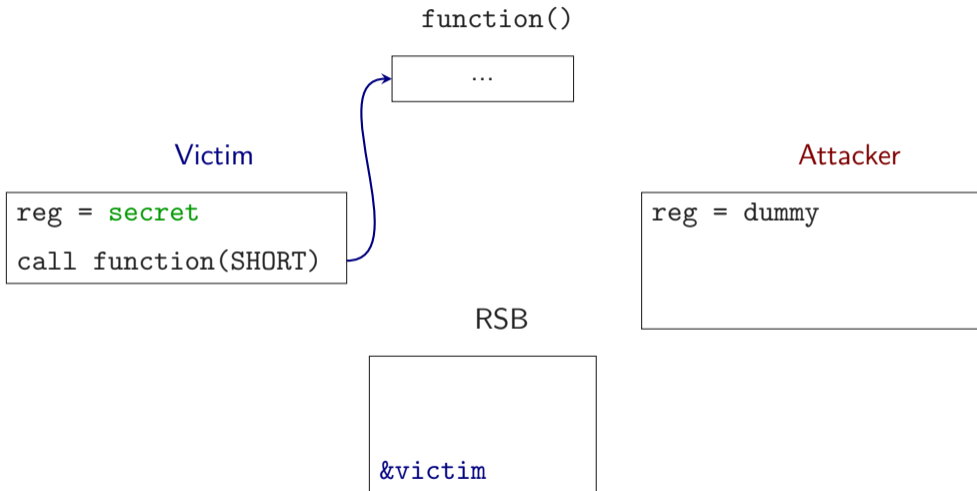 function()
...
Victim
Attacker
reg = secret
call function(SHORT)
reg = dummy
RSB
&victim